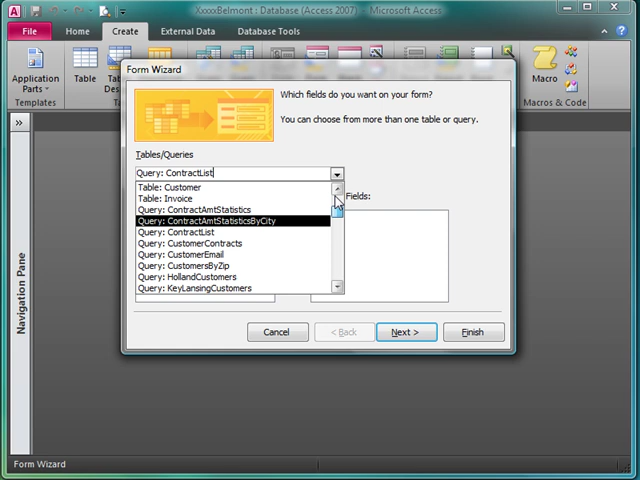 XxxxxBelmont : Database (Access 2007) - Microsoft Access
File Home Create External Data Database Tools
Application Parts
Table
Table
Macro
Templates
Macros & Code
»
Navigation Pane
Form Wizard
Which fields do you want on your form?
You can choose from more than one table or query.
Tables/Queries
Query: ContractList
Table: Customer
Table: Invoice
Query: ContractAmtStatistics
Query: ContractAmtStatisticsByCity
Query: ContractList
Query: CustomerContracts
Query: CustomerEmail
Query: CustomersByZip
Query: HollandCustomers
Query: KeyLansingCustomers
Fields:
Cancel < Back Next > Finish
Form Wizard